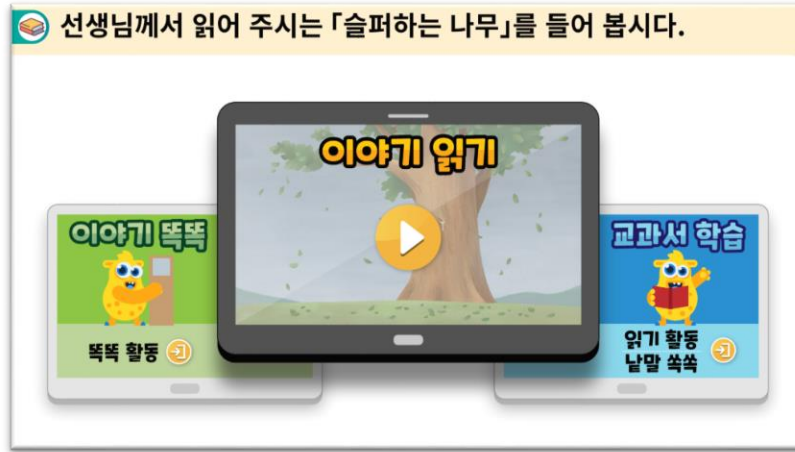 선생님께서 읽어 주시는 「슬퍼하는 나무」를 들어 봅시다.
이야기 읽기
이야기 똑똑
똑똑 활동
교과서 학습
읽기 활동
낱말 쏙쏙